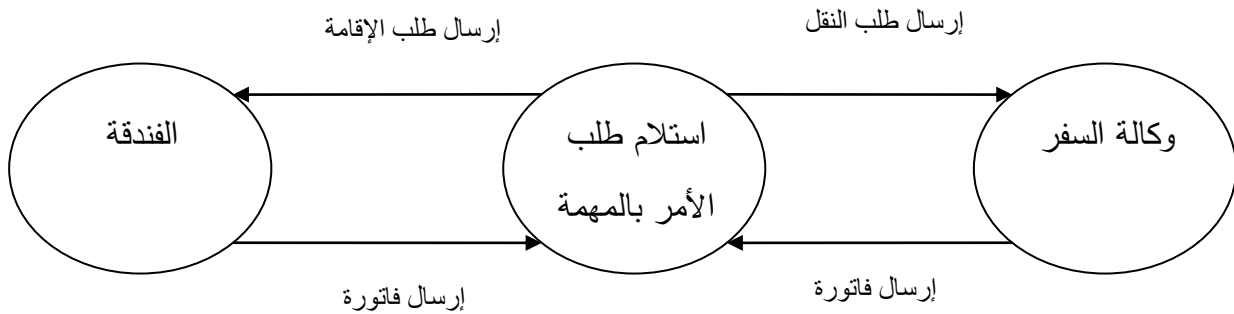 إرسال طلب النقل
إرسال طلب الإقامة
وكالة السفر
استلام طلب
الأمر بالمهمة
الفندقة
إرسال فاتورة
إرسال فاتورة